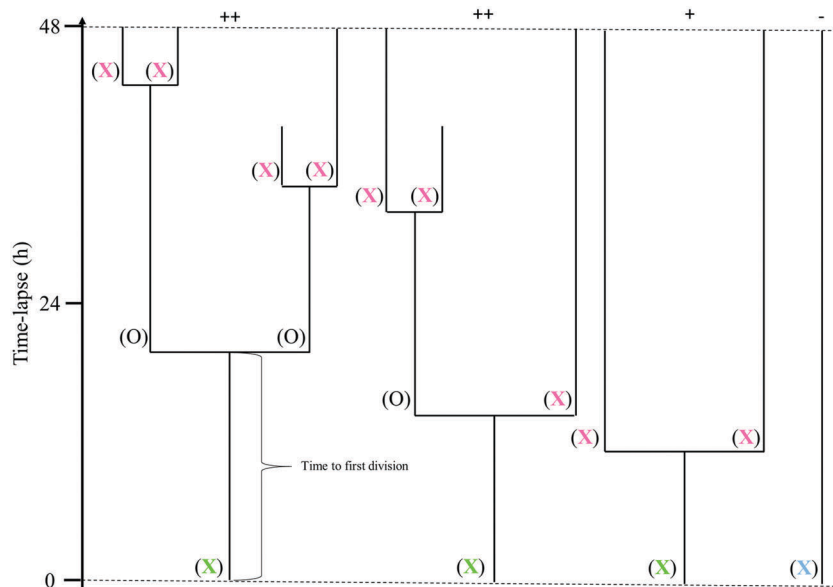 48
++
++
+
-
(X)
(X)
(X)
(X)
(X)
(X)
Time-lapse (h)
24
(O)
(O)
(O)
(X)
(X)
(X)
Time to first division
(X)
(X)
(X)
(X)
0